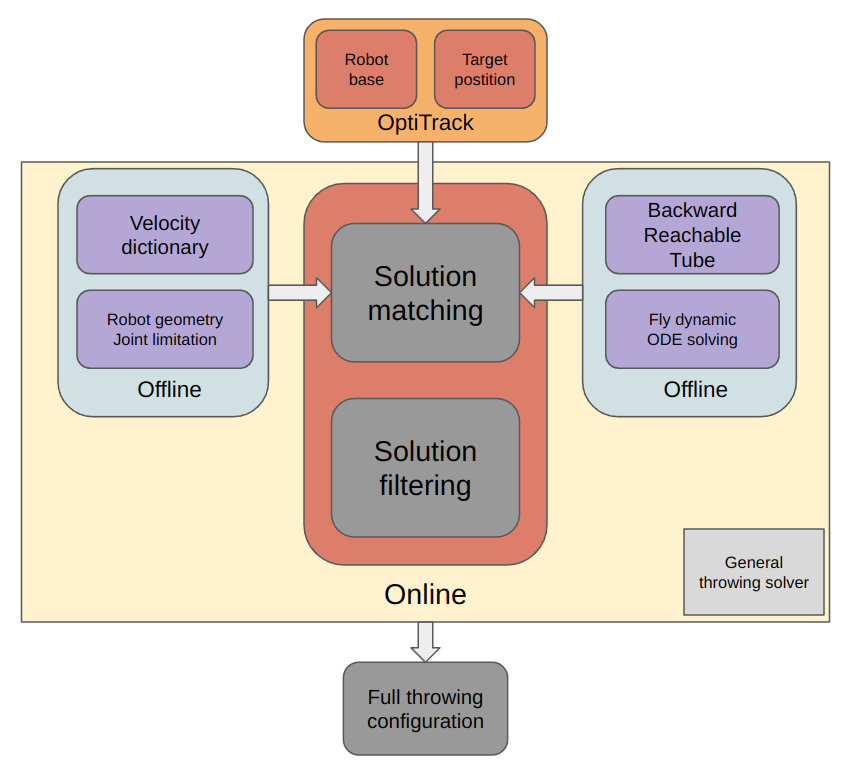 Robot
base
Target
postition
OptiTrack
Velocity
dictionary
Robot geometry
Joint limitation
Offline
Solution
matching
Solution
filtering
Backward
Reachable
Tube
Fly dynamic
ODE solving
Offline
Online
General
throwing solver
Full throwing
configuration